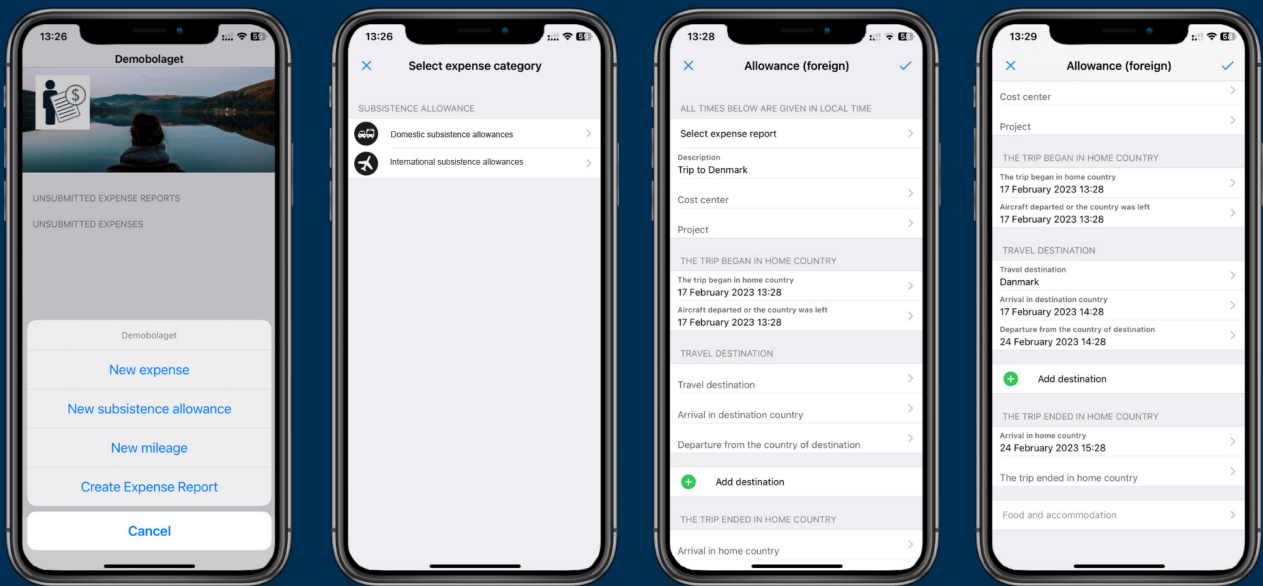 13:26
Demobolaget
$
UNSUBMITTED EXPENSE REPORTS
UNSUBMITTED EXPENSES
Demobolaget
New expense
New subsistence allowance
New mileage
Create Expense Report
Cancel
13:26
Select expense category
SUBSISTENCE ALLOWANCE
Domestic subsistence allowances
International subsistence allowances
13:28
Allowance (foreign)
ALL TIMES BELOW ARE GIVEN IN LOCAL TIME
Select expense report
Description
Trip to Denmark
Cost center
Project
THE TRIP BEGAN IN HOME COUNTRY
The trip began in home country
17 February 2023 13:28
Aircraft departed or the country was left
17 February 2023 13:28
TRAVEL DESTINATION
Travel destination
Arrival in destination country
Departure from the country of destination
Add destination
THE TRIP ENDED IN HOME COUNTRY
Arrival in home country
13:29
Allowance (foreign)
Cost center
Project
THE TRIP BEGAN IN HOME COUNTRY
The trip began in home country
17 February 2023 13:28
Aircraft departed or the country was left
17 February 2023 13:28
TRAVEL DESTINATION
Travel destination
Danmark
Arrival in destination country
17 February 2023 14:28
Departure from the country of destination
24 February 2023 14:28
Add destination
THE TRIP ENDED IN HOME COUNTRY
Arrival in home country
24 February 2023 15:28
The trip ended in home country
Food and accommodation